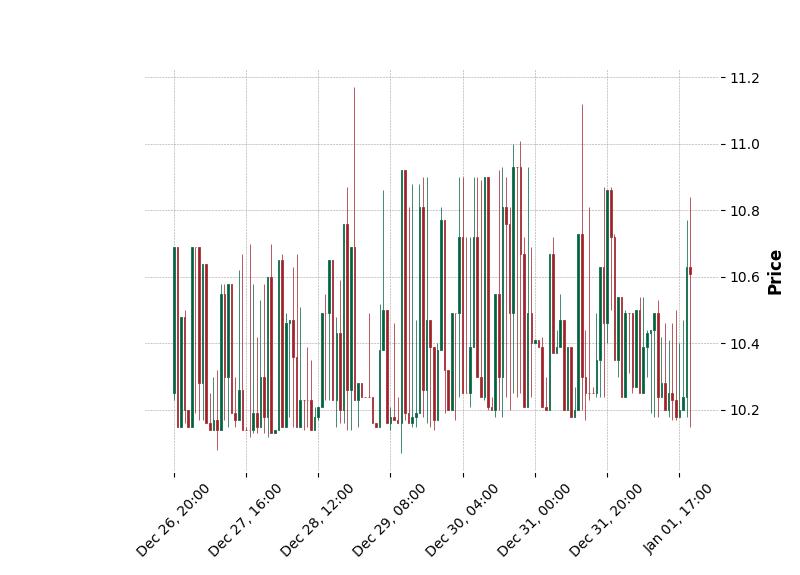 11.2
11.0
10.8
10.6
10.4
10.2
Price
Dec 26, 20:00
Dec 27, 16:00
Dec 28, 12:00
Dec 29, 08:00
Dec 30, 04:00
Dec 31, 00:00
Dec 31, 20:00
Jan 01, 17:00